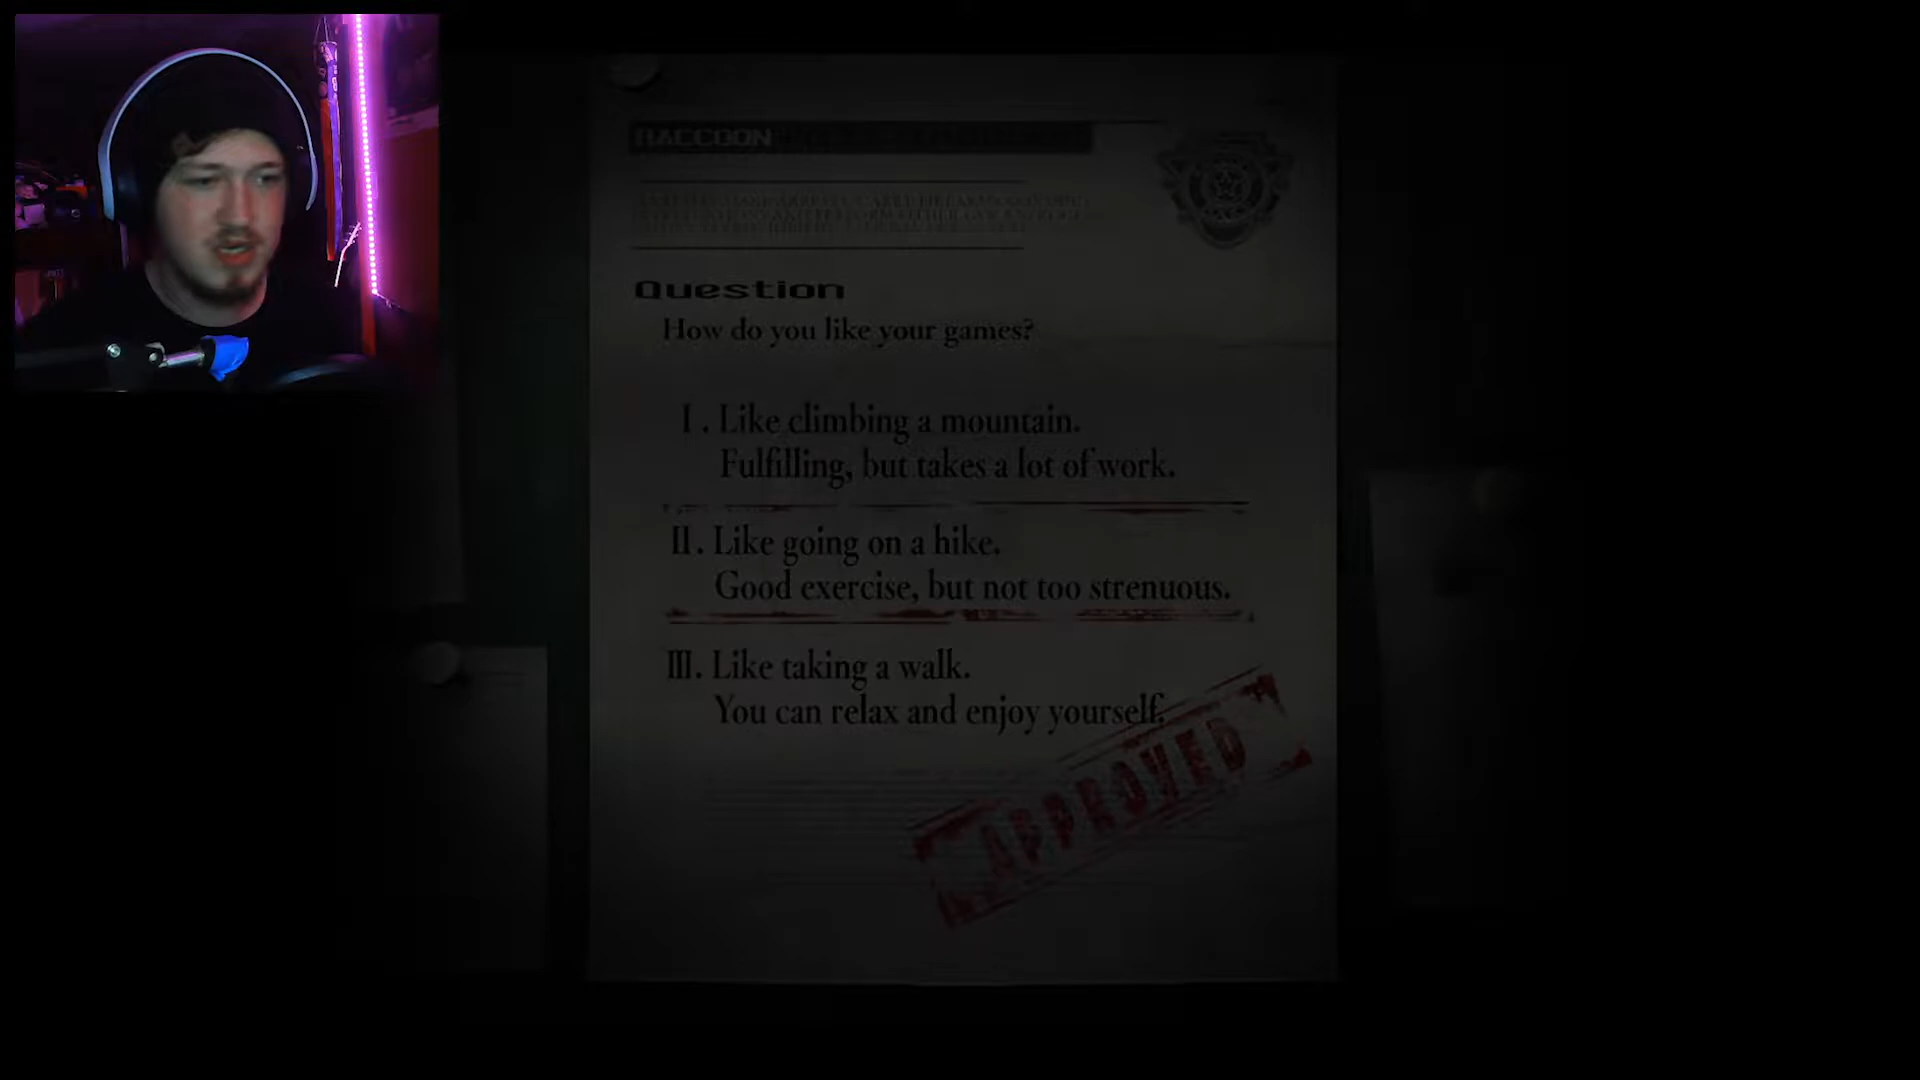 RACCOON
Question
How do you like your games?
I. Like climbing a mountain.
Fulfilling, but takes a lot of work.
II. Like going on a hike.
Good exercise, but not too strenuous.
III. Like taking a walk.
You can relax and enjoy yourself.
APPROVED